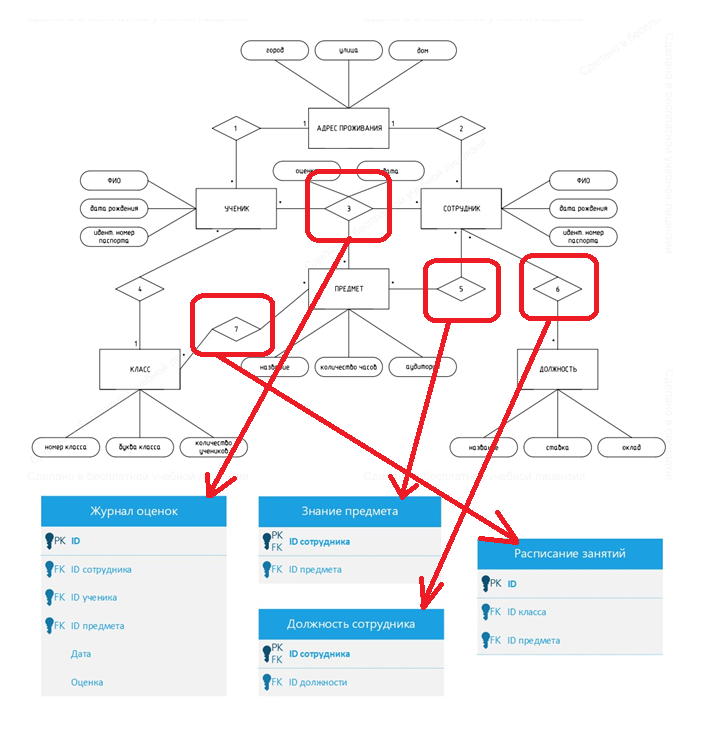 город
улица
дом
АДРЕС ПРОЖИВАНИЯ
1
1
1
2
*
*
оценка
дата
ФИО
дата рождения
идент. номер
паспорта
УЧЕНИК
*
3
*
СОТРУДНИК
ФИО
дата рождения
идент. номер
паспорта
*
*
*
*
4
ПРЕДМЕТ
*
5
6
7
1
*
*
КЛАСС
название
количество часов
аудитория
ДОЛЖНОСТЬ
номер класса
буква класса
количество
учеников
название
ставка
оклад
Журнал оценок
PK ID
FK ID сотрудника
FK ID ученика
FK ID предмета
Дата
Оценка
Знание предмета
PK
FK ID сотрудника
FK ID предмета
Должность сотрудника
PK
FK ID сотрудника
FK ID должности
Расписание занятий
PK ID
FK ID класса
FK ID предмета